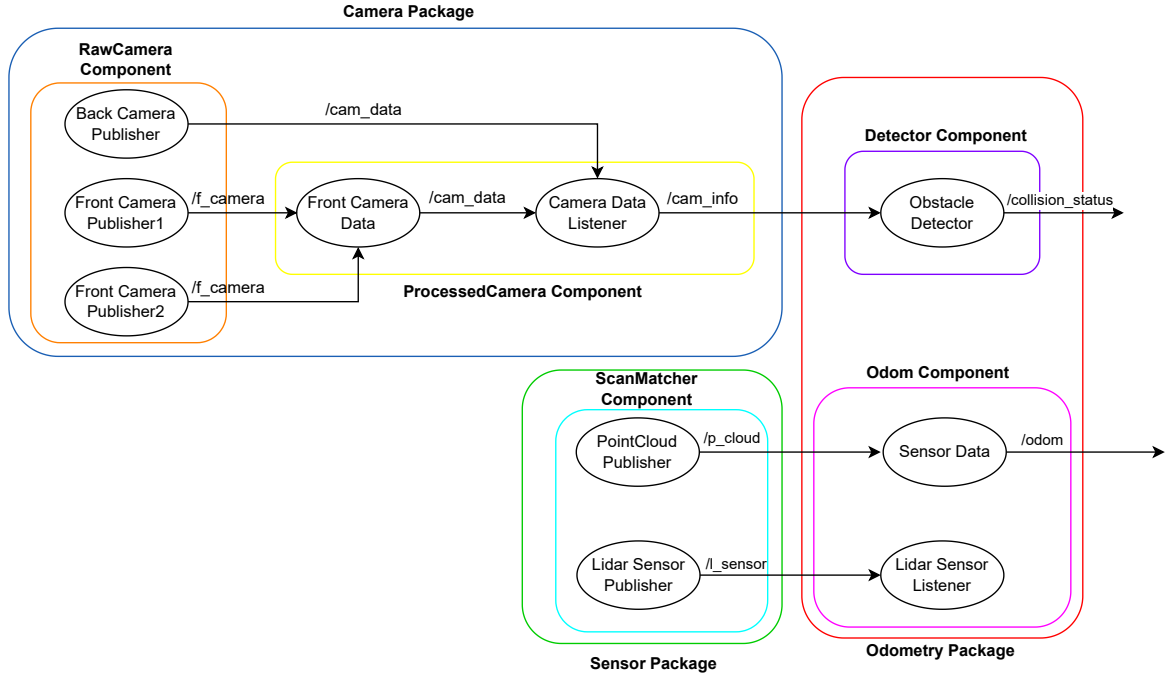 Camera Package
RawCamera
Component
Back Camera
Publisher
/cam_data
Front Camera
Publisher1
/f_camera
Front Camera
Data
/cam_data
Camera Data
Listener
/cam_info
Front Camera
Publisher2
/f_camera
ProcessedCamera Component
Detector Component
Obstacle
Detector
/collision_status
ScanMatcher
Component
PointCloud
Publisher
/p_cloud
Lidar Sensor
Publisher
/l_sensor
Sensor Package
Odom Component
Sensor Data
/odom
Lidar Sensor
Listener
Odometry Package